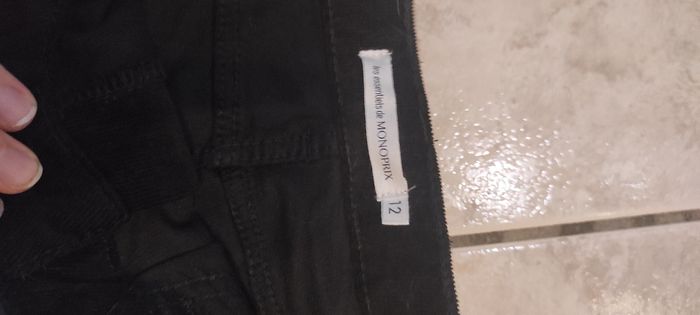 les essentiels de MONOPRIX
12